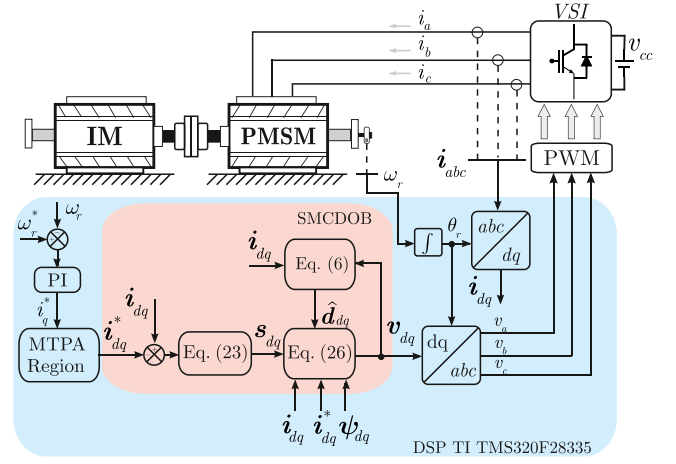 VSI
i_a
i_b
i_c
v_cc
IM
PMSM
PWM
i_abc
ω_r
ω_r
ω_r^*
SMCDOB
∫
θ_r
abc
dq
i_dq
Eq. (6)
PI
i_q^*
i_dq
i_dq
d̂_dq
MTPA
Region
i_dq^*
Eq. (23)
s_dq
Eq. (26)
v_dq
dq
abc
v_a
v_b
v_c
i_dq
i_dq^*
ψ_dq
DSP TI TMS320F28335